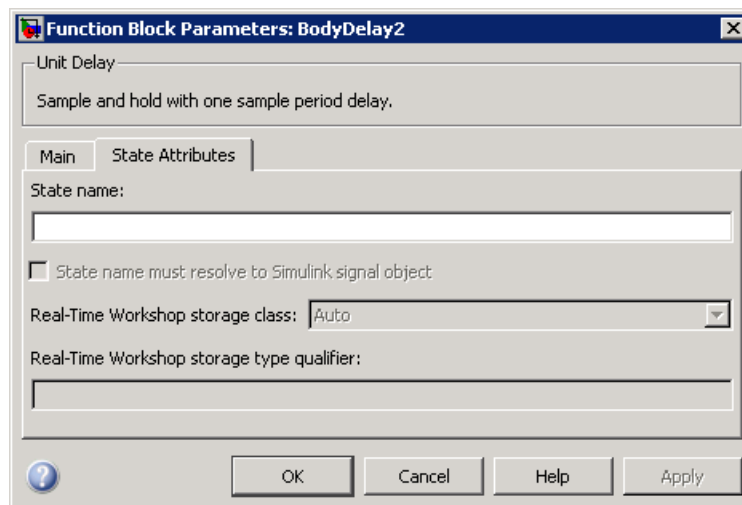 Function Block Parameters: BodyDelay2
Unit Delay
Sample and hold with one sample period delay.
Main State Attributes
State name:
State name must resolve to Simulink signal object
Real-Time Workshop storage class: Auto
Real-Time Workshop storage type qualifier:
? OK Cancel Help Apply